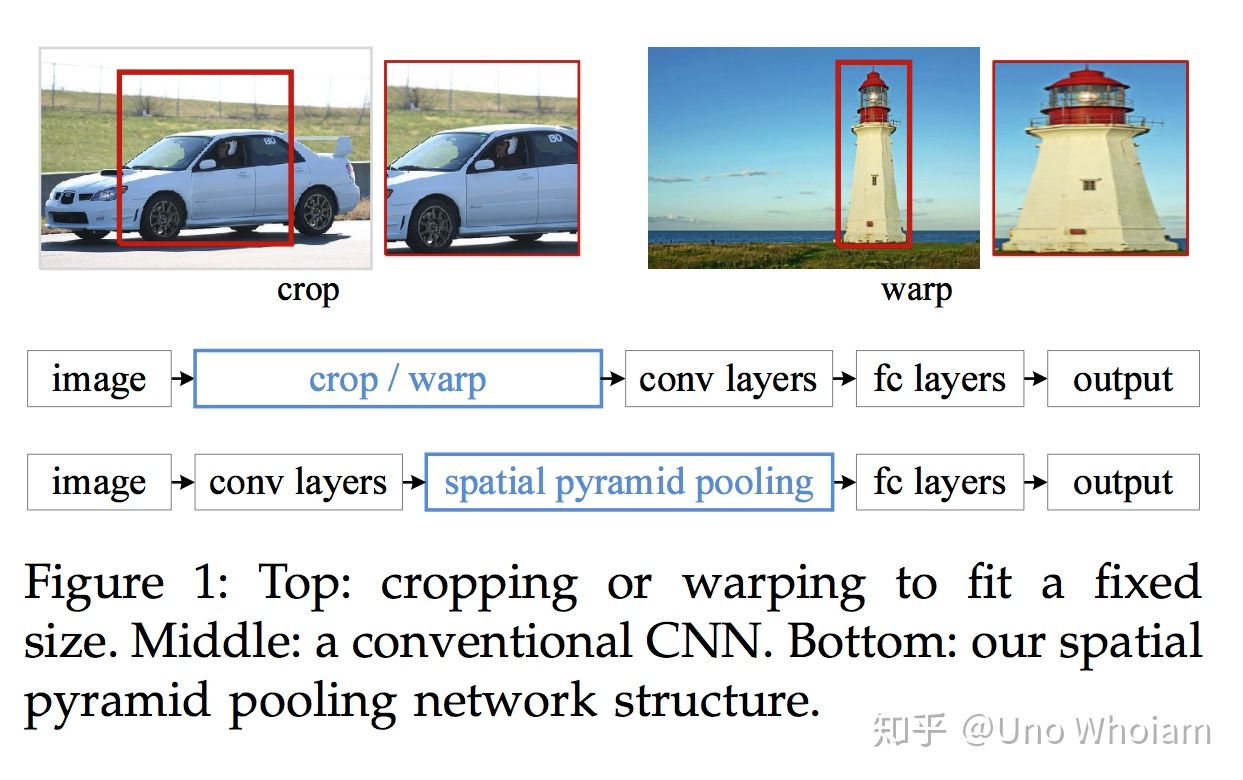 crop
warp
image
crop / warp
conv layers
fc layers
output
image
conv layers
spatial pyramid pooling
fc layers
output
Figure 1: Top: cropping or warping to fit a fixed
size. Middle: a conventional CNN. Bottom: our spatial
pyramid pooling network structure.
知乎 @Uno Whoiam